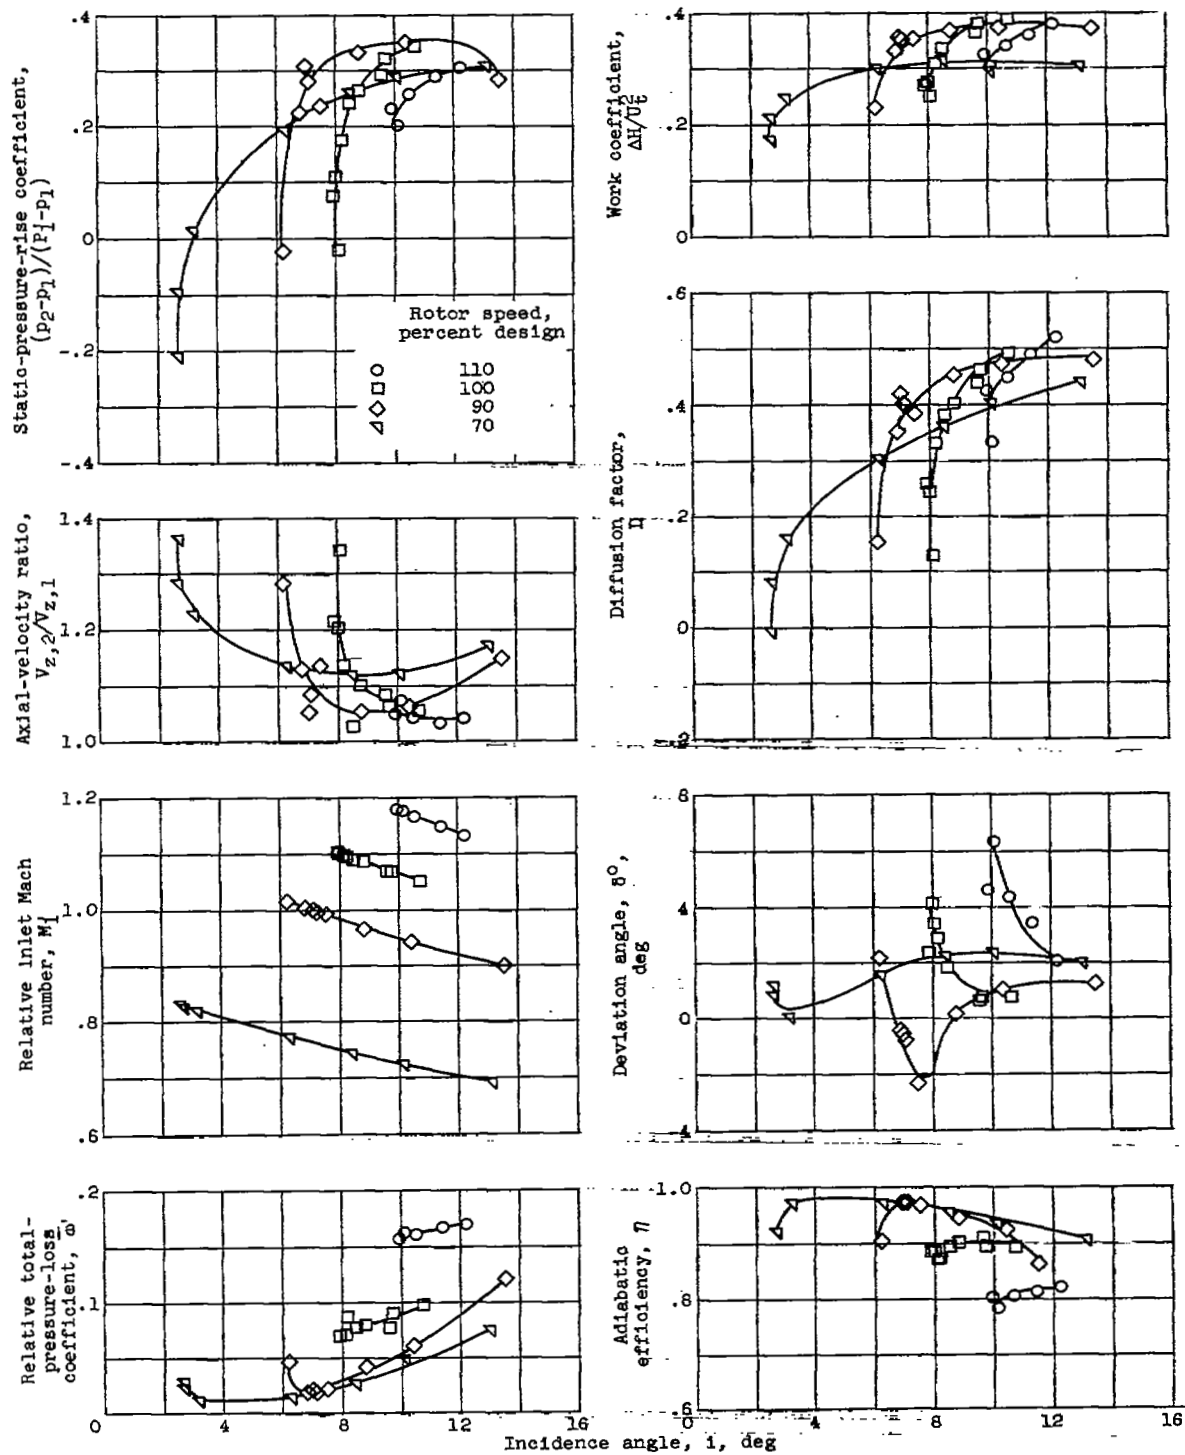 Static-pressure-rise coefficient,
(p2-p1)/(P1'-p1)
.4
.2
0
-.2
-.4
Rotor speed,
percent design
110
100
90
70
Work coefficient,
ΔH/Ut²
.4
.2
0
Axial-velocity ratio,
Vz,2/Vz,1
1.4
1.2
1.0
Diffusion factor,
D
.6
.4
.2
0
-.2
Relative inlet Mach
number, M1'
1.2
1.0
.8
.6
Deviation angle, δ°,
deg
8
4
0
-4
Relative total-
pressure-loss
coefficient, ω̄'
.2
.1
0
0 4 8 12 16
Adiabatic
efficiency, η
1.0
.8
.6
0 4 8 12 16
Incidence angle, i, deg